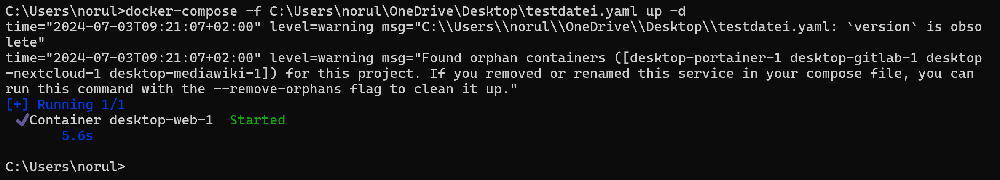 C:\Users\norul>docker-compose -f C:\Users\norul\OneDrive\Desktop\testdatei.yaml up -d
time="2024-07-03T09:21:07+02:00" level=warning msg="C:\\Users\\norul\\OneDrive\\Desktop\\testdatei.yaml: `version` is obso
lete"
time="2024-07-03T09:21:07+02:00" level=warning msg="Found orphan containers ([desktop-portainer-1 desktop-gitlab-1 desktop
-nextcloud-1 desktop-mediawiki-1]) for this project. If you removed or renamed this service in your compose file, you can
run this command with the --remove-orphans flag to clean it up."
[+] Running 1/1
✔Container desktop-web-1  Started
5.6s
C:\Users\norul>